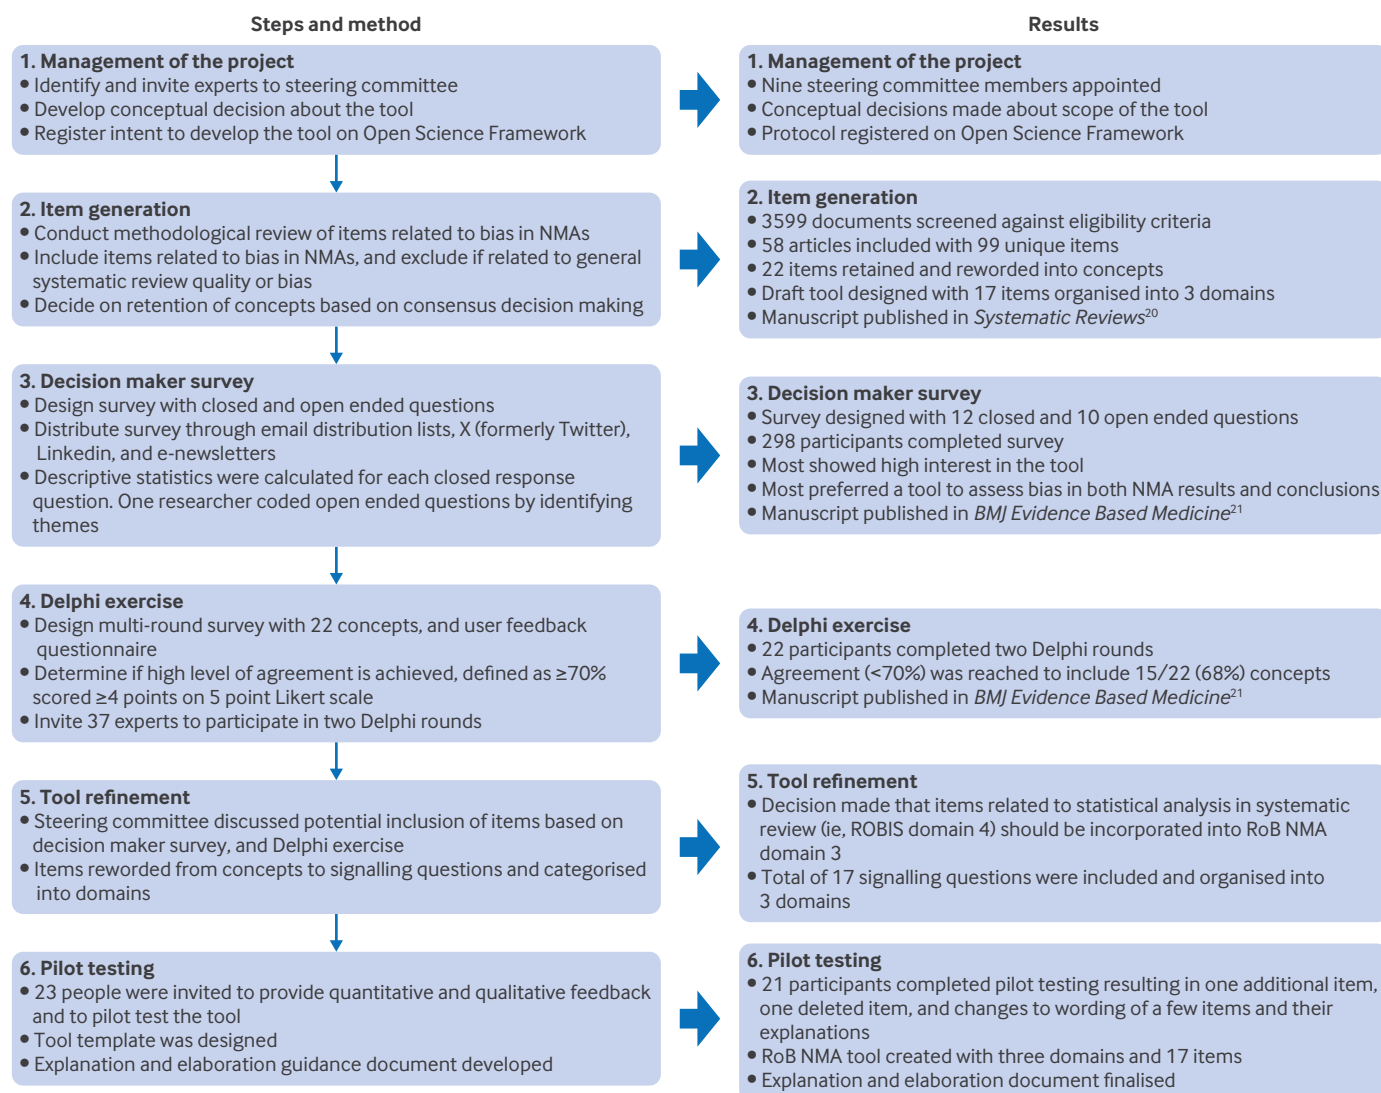 Steps and method
Results
1. Management of the project
• Identify and invite experts to steering committee
• Develop conceptual decision about the tool
• Register intent to develop the tool on Open Science Framework
1. Management of the project
• Nine steering committee members appointed
• Conceptual decisions made about scope of the tool
• Protocol registered on Open Science Framework
2. Item generation
• Conduct methodological review of items related to bias in NMAs
• Include items related to bias in NMAs, and exclude if related to general
systematic review quality or bias
• Decide on retention of concepts based on consensus decision making
2. Item generation
• 3599 documents screened against eligibility criteria
• 58 articles included with 99 unique items
• 22 items retained and reworded into concepts
• Draft tool designed with 17 items organised into 3 domains
• Manuscript published in Systematic Reviews20
3. Decision maker survey
• Design survey with closed and open ended questions
• Distribute survey through email distribution lists, X (formerly Twitter),
Linkedin, and e-newsletters
• Descriptive statistics were calculated for each closed response
question. One researcher coded open ended questions by identifying
themes
3. Decision maker survey
• Survey designed with 12 closed and 10 open ended questions
• 298 participants completed survey
• Most showed high interest in the tool
• Most preferred a tool to assess bias in both NMA results and conclusions
• Manuscript published in BMJ Evidence Based Medicine21
4. Delphi exercise
• Design multi-round survey with 22 concepts, and user feedback
questionnaire
• Determine if high level of agreement is achieved, defined as ≥70%
scored ≥4 points on 5 point Likert scale
• Invite 37 experts to participate in two Delphi rounds
4. Delphi exercise
• 22 participants completed two Delphi rounds
• Agreement (<70%) was reached to include 15/22 (68%) concepts
• Manuscript published in BMJ Evidence Based Medicine21
5. Tool refinement
• Steering committee discussed potential inclusion of items based on
decision maker survey, and Delphi exercise
• Items reworded from concepts to signalling questions and categorised
into domains
5. Tool refinement
• Decision made that items related to statistical analysis in systematic
review (ie, ROBIS domain 4) should be incorporated into RoB NMA
domain 3
• Total of 17 signalling questions were included and organised into
3 domains
6. Pilot testing
• 23 people were invited to provide quantitative and qualitative feedback
and to pilot test the tool
• Tool template was designed
• Explanation and elaboration guidance document developed
6. Pilot testing
• 21 participants completed pilot testing resulting in one additional item,
one deleted item, and changes to wording of a few items and their
explanations
• RoB NMA tool created with three domains and 17 items
• Explanation and elaboration document finalised